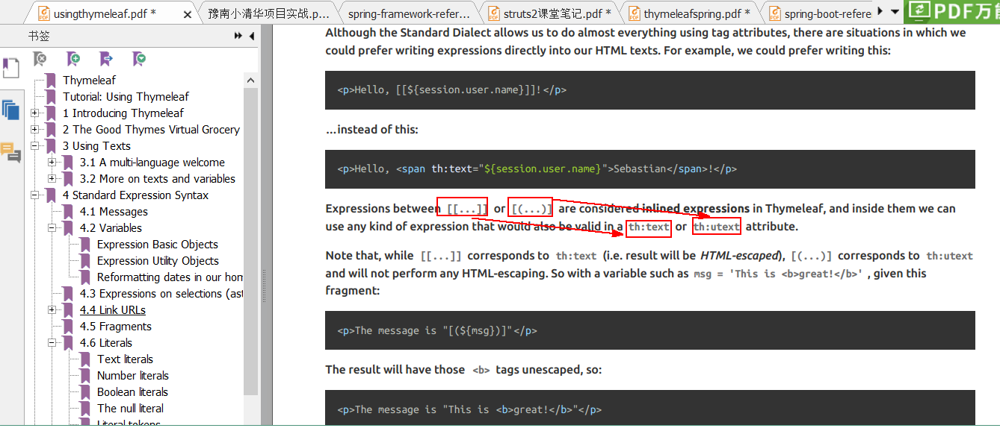 usingthymeleaf.pdf *
豫南小清华项目实战.p...
spring-framework-refer...
struts2课堂笔记.pdf *
thymeleafspring.pdf *
spring-boot-refere
PDF万能
书签
Thymeleaf
Tutorial: Using Thymeleaf
1 Introducing Thymeleaf
2 The Good Thymes Virtual Grocery
3 Using Texts
3.1 A multi-language welcome
3.2 More on texts and variables
4 Standard Expression Syntax
4.1 Messages
4.2 Variables
Expression Basic Objects
Expression Utility Objects
Reformatting dates in our hom
4.3 Expressions on selections (ast
4.4 Link URLs
4.5 Fragments
4.6 Literals
Text literals
Number literals
Boolean literals
The null literal
Literal tokens
Although the Standard Dialect allows us to do almost everything using tag attributes, there are situations in which we
could prefer writing expressions directly into our HTML texts. For example, we could prefer writing this:
<p>Hello, [[${session.user.name}]]!</p>
...instead of this:
<p>Hello, <span th:text="${session.user.name}">Sebastian</span>!</p>
Expressions between [[...]] or [(...)] are considered inlined expressions in Thymeleaf, and inside them we can
use any kind of expression that would also be valid in a th:text or th:utext attribute.
Note that, while [[...]] corresponds to th:text (i.e. result will be HTML-escaped), [(...)] corresponds to th:utext
and will not perform any HTML-escaping. So with a variable such as msg = 'This is <b>great!</b>' , given this
fragment:
<p>The message is "[(${msg})]"</p>
The result will have those <b> tags unescaped, so:
<p>The message is "This is <b>great!</b>"</p>